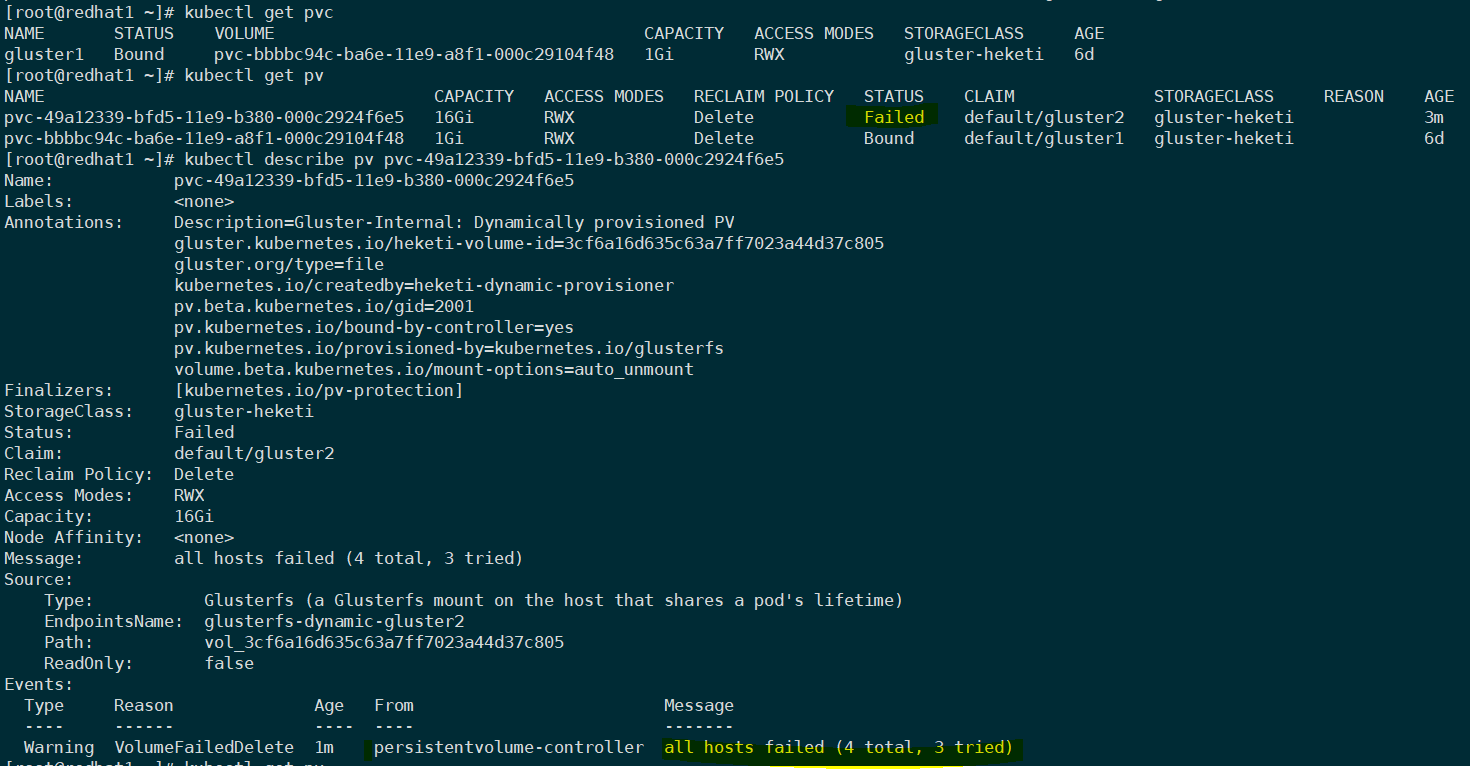 [root@redhat1 ~]# kubectl get pvc
NAME STATUS VOLUME CAPACITY ACCESS MODES STORAGECLASS AGE
gluster1 Bound pvc-bbbbc94c-ba6e-11e9-a8f1-000c29104f48 1Gi RWX gluster-heketi 6d
[root@redhat1 ~]# kubectl get pv
NAME CAPACITY ACCESS MODES RECLAIM POLICY STATUS CLAIM STORAGECLASS REASON AGE
pvc-49a12339-bfd5-11e9-b380-000c2924f6e5 16Gi RWX Delete Failed default/gluster2 gluster-heketi 3m
pvc-bbbbc94c-ba6e-11e9-a8f1-000c29104f48 1Gi RWX Delete Bound default/gluster1 gluster-heketi 6d
[root@redhat1 ~]# kubectl describe pv pvc-49a12339-bfd5-11e9-b380-000c2924f6e5
Name: pvc-49a12339-bfd5-11e9-b380-000c2924f6e5
Labels: <none>
Annotations: Description=Gluster-Internal: Dynamically provisioned PV
gluster.kubernetes.io/heketi-volume-id=3cf6a16d635c63a7ff7023a44d37c805
gluster.org/type=file
kubernetes.io/createdby=heketi-dynamic-provisioner
pv.beta.kubernetes.io/gid=2001
pv.kubernetes.io/bound-by-controller=yes
pv.kubernetes.io/provisioned-by=kubernetes.io/glusterfs
volume.beta.kubernetes.io/mount-options=auto_unmount
Finalizers: [kubernetes.io/pv-protection]
StorageClass: gluster-heketi
Status: Failed
Claim: default/gluster2
Reclaim Policy: Delete
Access Modes: RWX
Capacity: 16Gi
Node Affinity: <none>
Message: all hosts failed (4 total, 3 tried)
Source:
Type: Glusterfs (a Glusterfs mount on the host that shares a pod's lifetime)
EndpointsName: glusterfs-dynamic-gluster2
Path: vol_3cf6a16d635c63a7ff7023a44d37c805
ReadOnly: false
Events:
Type Reason Age From Message
---- ------ ---- ---- -------
Warning VolumeFailedDelete 1m persistentvolume-controller all hosts failed (4 total, 3 tried)
[root@redhat1 ~]# kubectl get pv